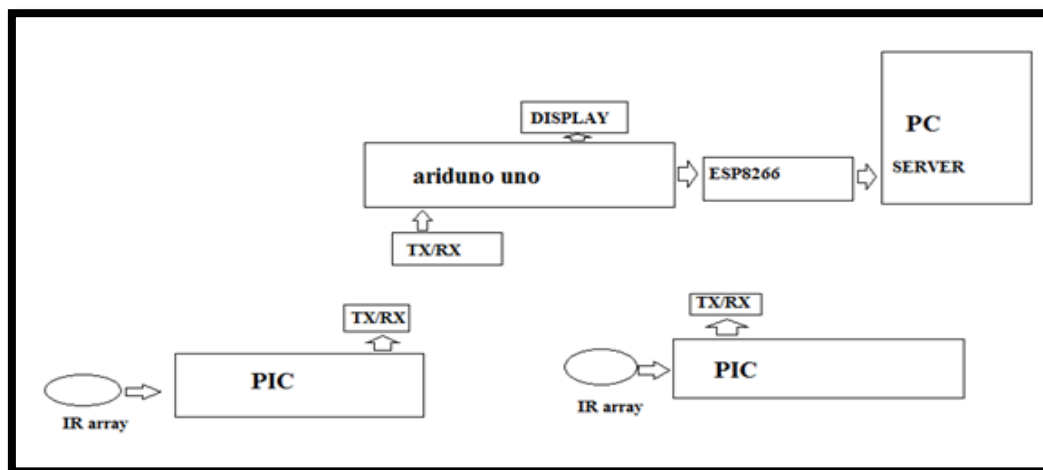 DISPLAY
PC
SERVER
ariduno uno
ESP8266
TX/RX
TX/RX
PIC
IR array
TX/RX
PIC
IR array